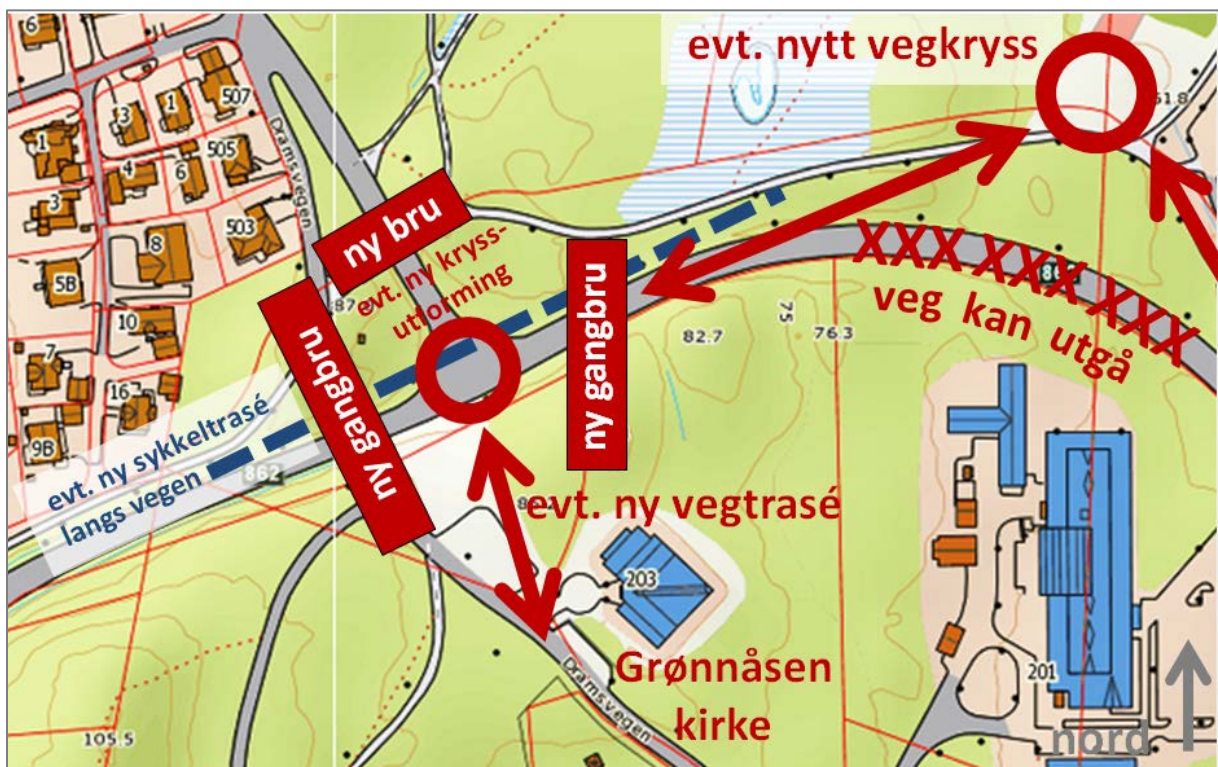 6
evt. nytt vegkryss
507
1
3
61.8
1
505
Dramsvegen
4
6
3
503
ny bru
8
evt. ny kryss-
utforming
XXX XXX XXX
veg kan utgå
5B
ny gangbru
ny gangbru
75
82.7
76.3
10
7
16
9B
evt. ny sykkeltrasé
langs vegen
862
evt. ny vegtrasé
203
Grønnåsen
kirke
Dramsvegen
201
105.5
nord